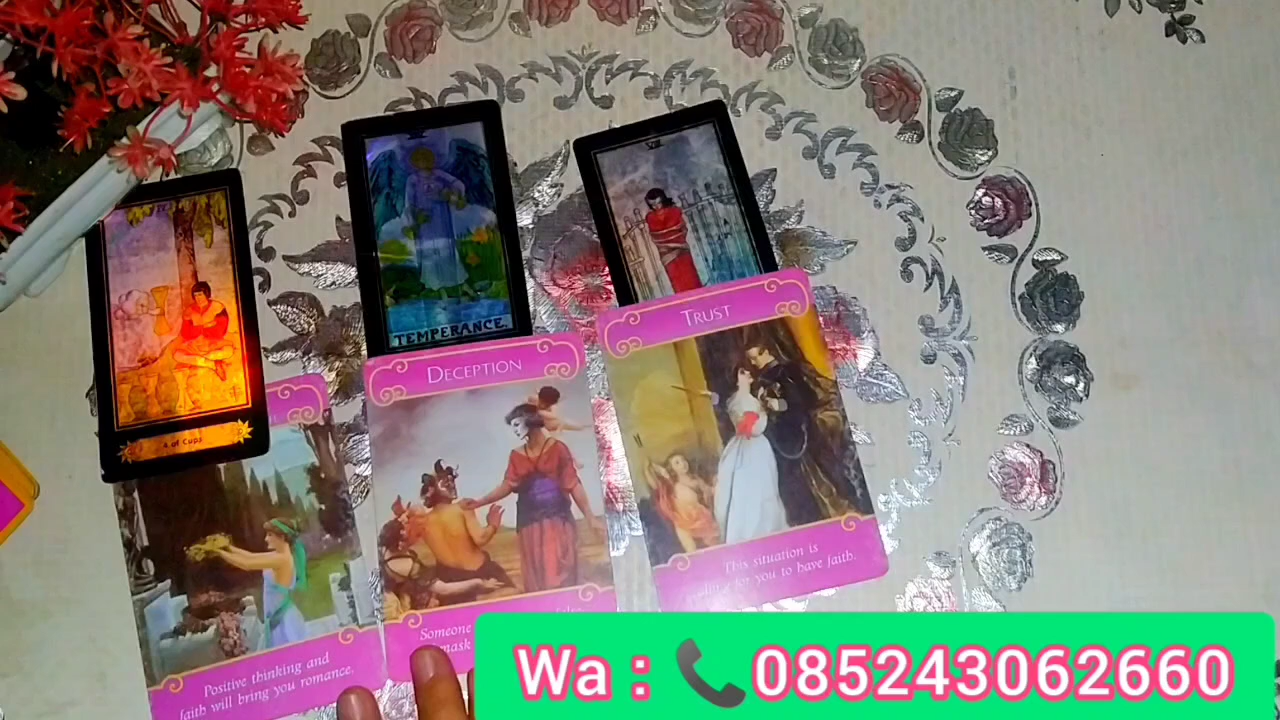 4 of Cups
TEMPERANCE.
DECEPTION
TRUST
This situation is
for you to have faith.
Someone
mask
Positive thinking and
faith will bring you romance.
Wa : 085243062660